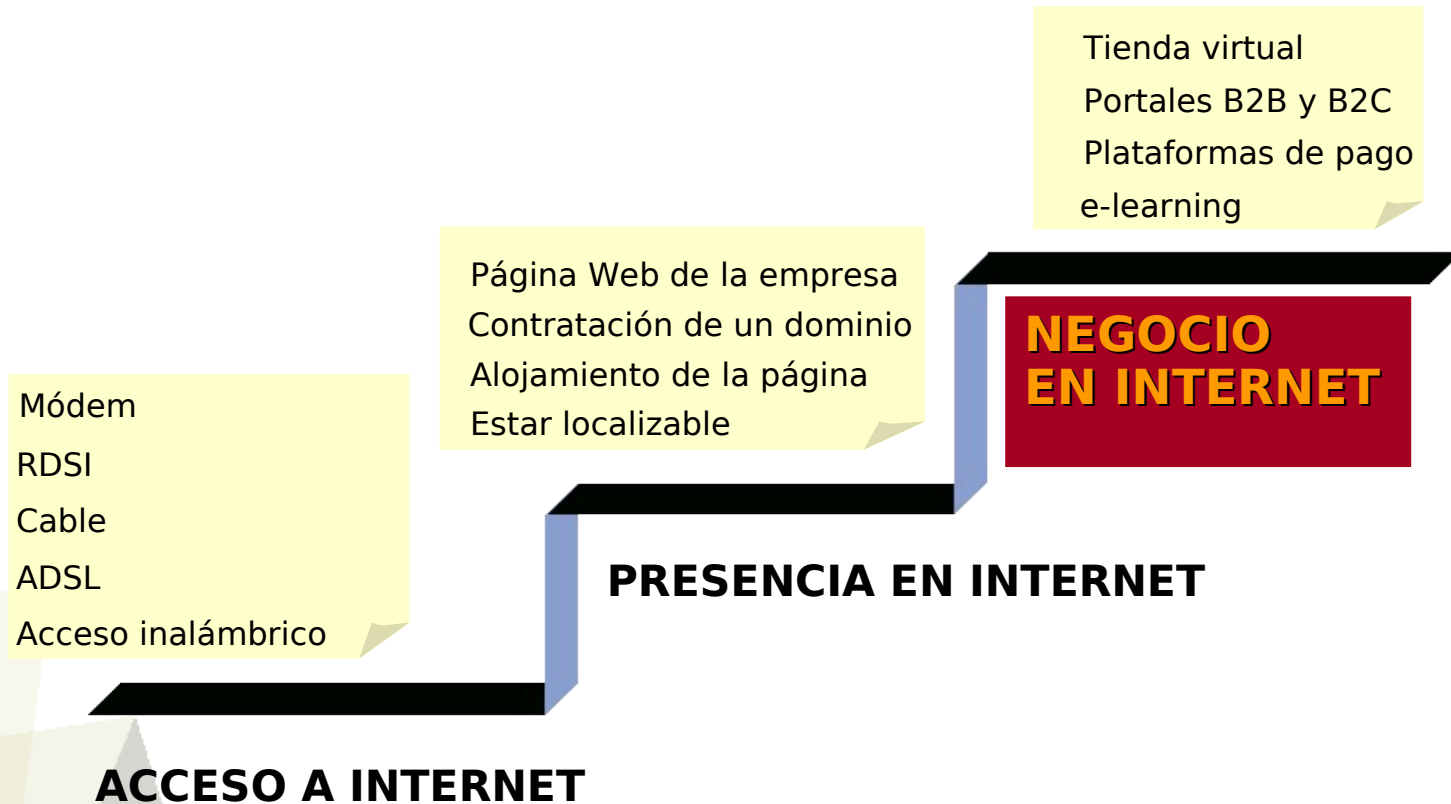 Tienda virtual
Portales B2B y B2C
Plataformas de pago
e-learning
NEGOCIO
EN INTERNET
Página Web de la empresa
Contratación de un dominio
Alojamiento de la página
Estar localizable
PRESENCIA EN INTERNET
Módem
RDSI
Cable
ADSL
Acceso inalámbrico
ACCESO A INTERNET